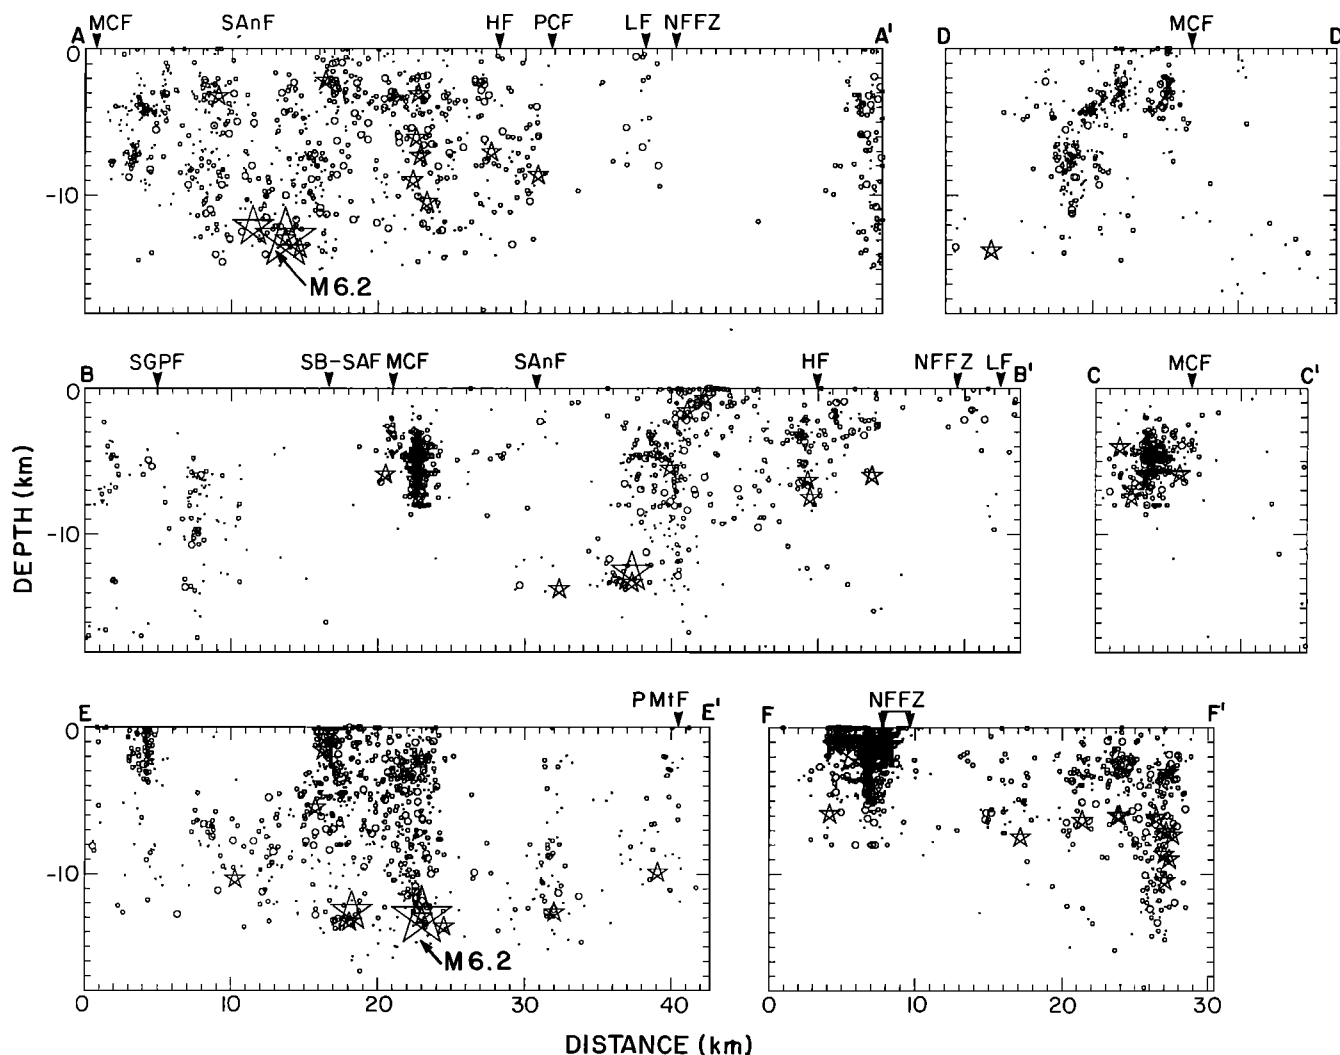 A MCF SAnF HF PCF LF NFFZ A'
D MCF D
0
-10
M6.2
B SGPF SB-SAF MCF SAnF HF NFFZ LF B'
C MCF C'
0
-10
DEPTH (km)
E PMtF E'
F NFFZ F'
0
-10
M6.2
0 10 20 30 40
0 10 20 30
DISTANCE (km)